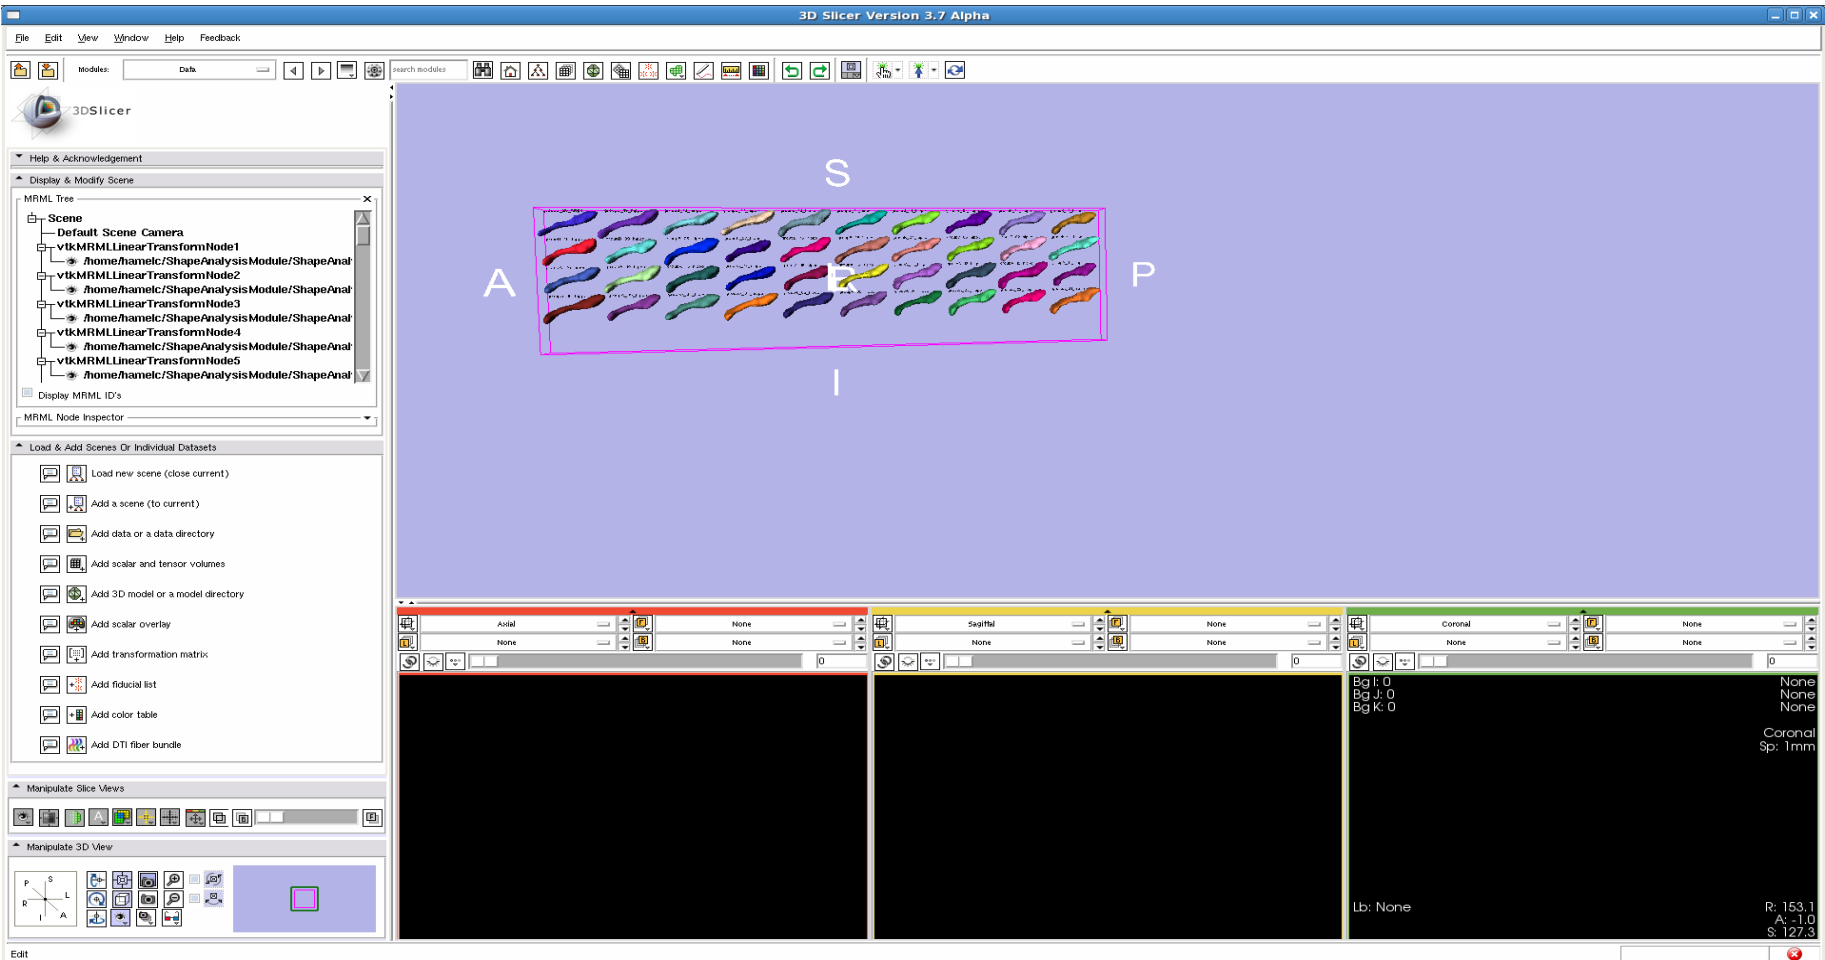 3D Slicer Version 3.7 Alpha
File Edit View Window Help Feedback
Modules: Data search modules
3DSlicer
Help & Acknowledgement
Display & Modify Scene
MRML Tree
Scene
Default Scene Camera
vtkMRMLLinearTransformNode1
/home/hamelc/ShapeAnalysisModule/ShapeAnal
vtkMRMLLinearTransformNode2
/home/hamelc/ShapeAnalysisModule/ShapeAnal
vtkMRMLLinearTransformNode3
/home/hamelc/ShapeAnalysisModule/ShapeAnal
vtkMRMLLinearTransformNode4
/home/hamelc/ShapeAnalysisModule/ShapeAnal
vtkMRMLLinearTransformNode5
/home/hamelc/ShapeAnalysisModule/ShapeAnal
Display MRML ID's
MRML Node Inspector
Load & Add Scenes Or Individual Datasets
Load new scene (close current)
Add a scene (to current)
Add data or a data directory
Add scalar and tensor volumes
Add 3D model or a model directory
Add scalar overlay
Add transformation matrix
Add fiducial list
Add color table
Add DTI fiber bundle
Manipulate Slice Views
Manipulate 3D View
P S
R L
I A
S
A P
I
Axial None
None None
0
Sagittal None
None None
0
Coronal None
None None
0
Bg I: 0 None
Bg J: 0 None
Bg K: 0 None
Coronal
Sp: 1mm
Lb: None R: 153.1
A: -1.0
S: 127.3
Edit